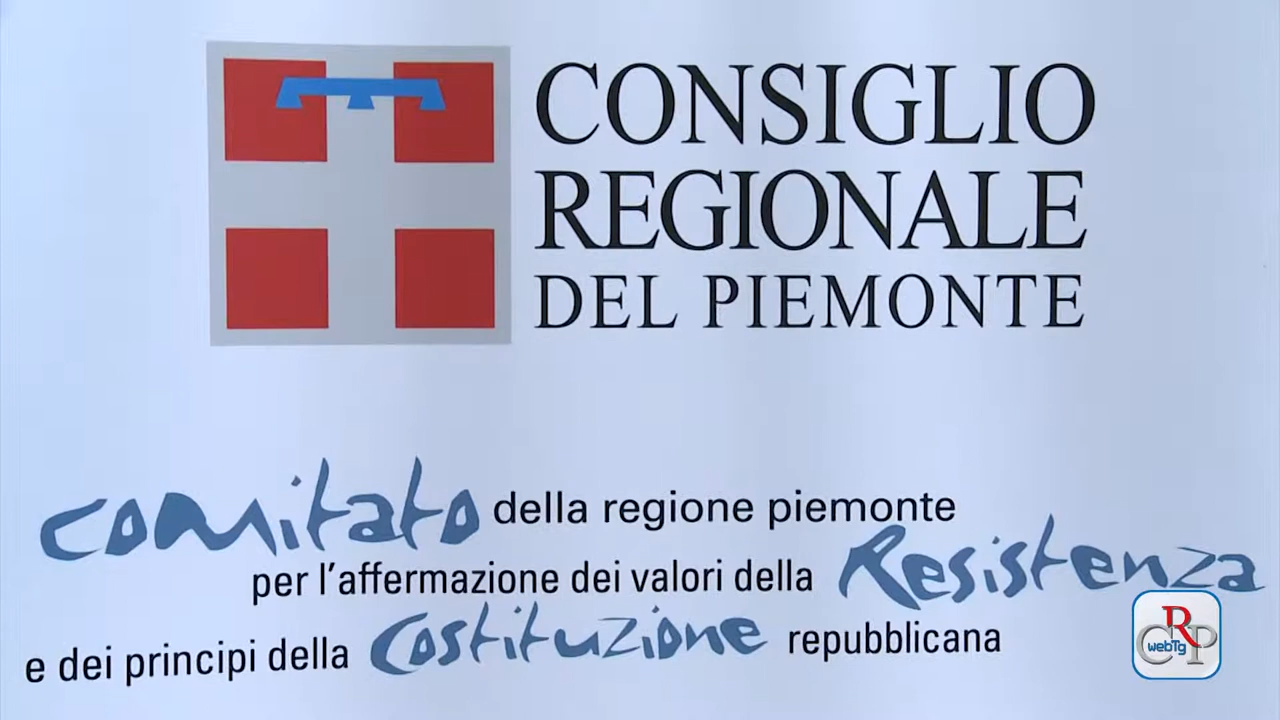 CONSIGLIO
REGIONALE
DEL PIEMONTE
comitato della regione piemonte
per l'affermazione dei valori della Resistenza
e dei principi della Costituzione repubblicana
CRP
webTg